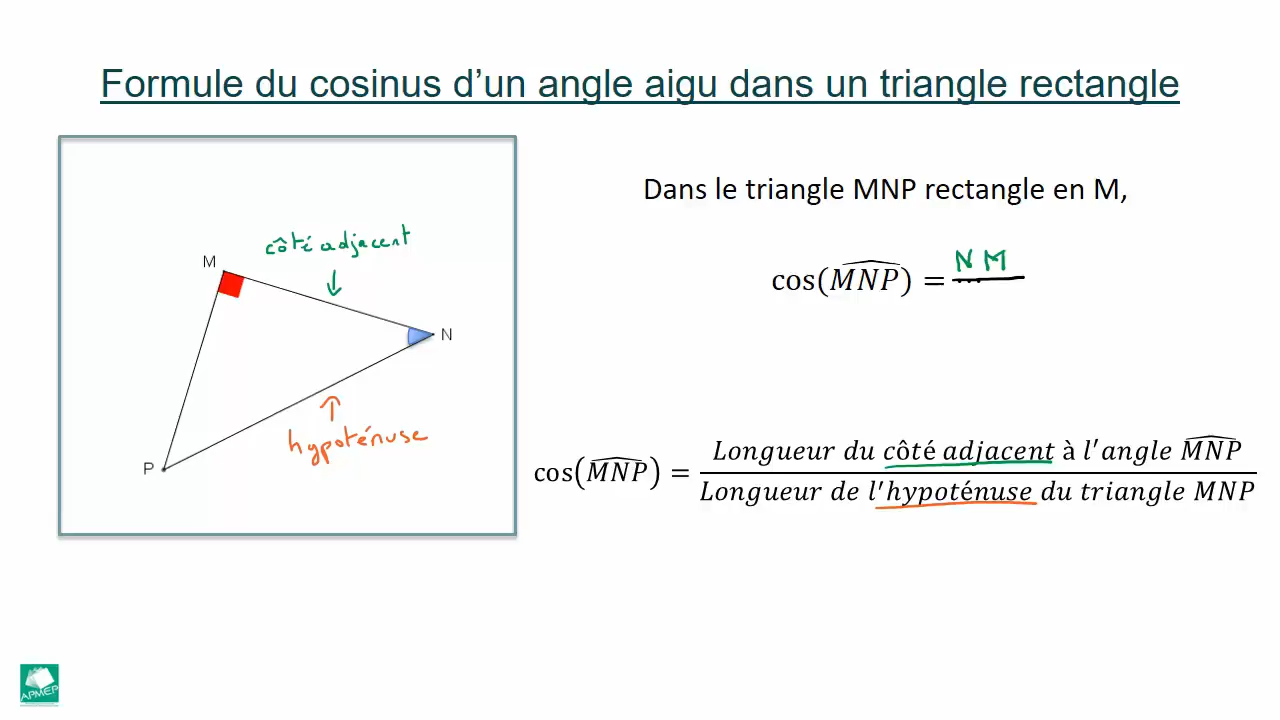 Formule du cosinus d’un angle aigu dans un triangle rectangle
côté adjacent
M
N
hypoténuse
P
Dans le triangle MNP rectangle en M,
cos(MNP) = NM
...
cos(MNP) = Longueur du côté adjacent à l'angle MNP
Longueur de l'hypoténuse du triangle MNP
APMEP